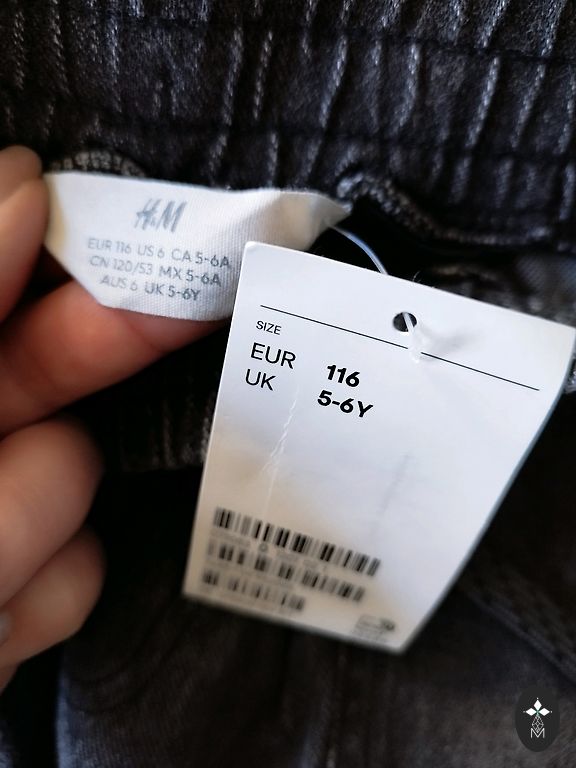 H&M
EUR 116 US 6 CA 5-6A
CN 120/53 MX 5-6A
AUS 6 UK 5-6Y
SIZE
EUR 116
UK 5-6Y
M